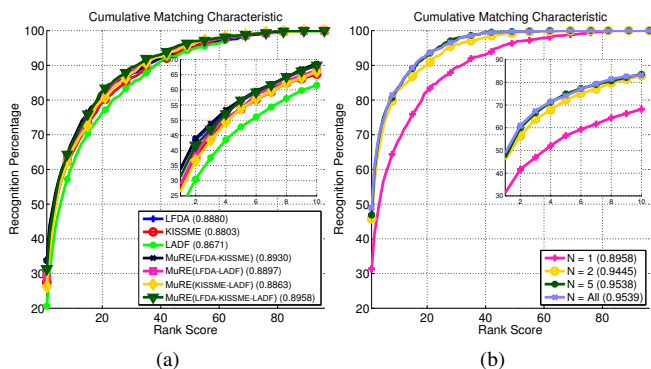 Cumulative Matching Characteristic
Recognition Percentage
100
90
80
70
60
50
40
30
20
20
40
60
80
Rank Score
70
65
60
55
50
45
40
35
30
25
2
4
6
8
10
LFDA (0.8880)
KISSME (0.8803)
LADF (0.8671)
MuRE(LFDA-KISSME) (0.8930)
MuRE(LFDA-LADF) (0.8897)
MuRE(KISSME-LADF) (0.8863)
MuRE(LFDA-KISSME-LADF) (0.8958)
(a)
Cumulative Matching Characteristic
Recognition Percentage
100
90
80
70
60
50
40
30
20
20
40
60
80
Rank Score
90
80
70
60
50
40
30
2
4
6
8
10
N = 1 (0.8958)
N = 2 (0.9445)
N = 5 (0.9538)
N = All (0.9539)
(b)